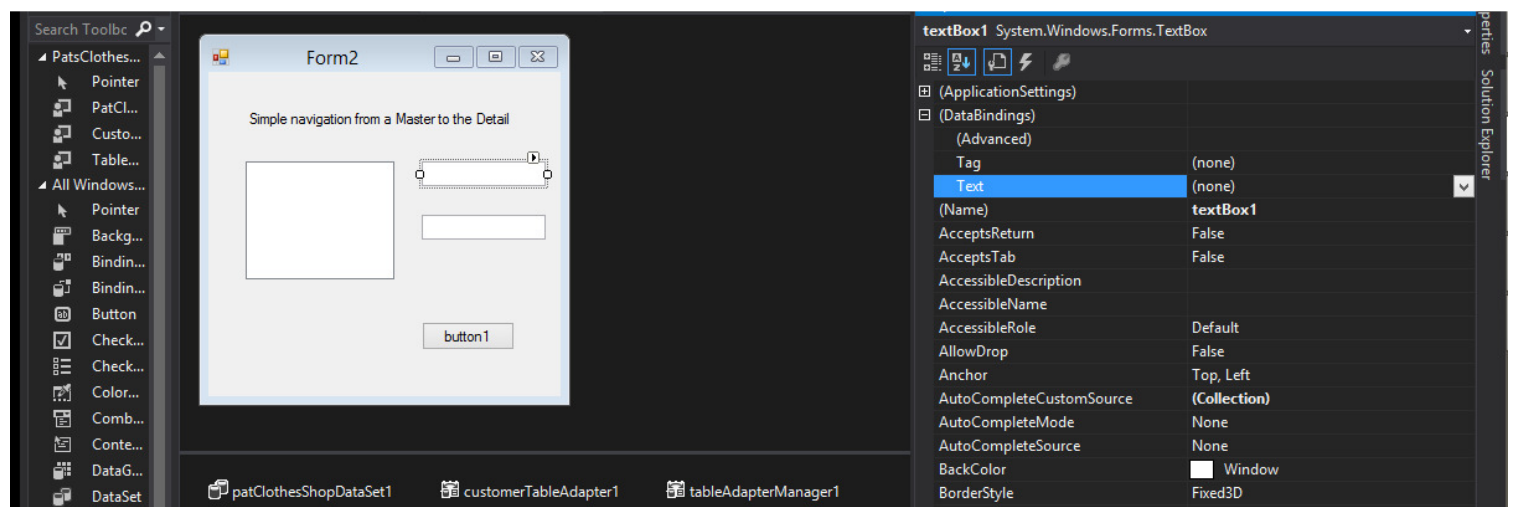 Search Toolbc
PatsClothes...
Pointer
PatCl...
Custo...
Table...
All Windows...
Pointer
Backg...
Bindin...
Bindin...
Button
Check...
Check...
Color...
Comb...
Conte...
DataG...
DataSet
Form2
Simple navigation from a Master to the Detail
button1
patClothesShopDataSet1 customerTableAdapter1 tableAdapterManager1
textBox1 System.Windows.Forms.TextBox
(ApplicationSettings)
(DataBindings)
(Advanced)
Tag (none)
Text (none)
(Name) textBox1
AcceptsReturn False
AcceptsTab False
AccessibleDescription
AccessibleName
AccessibleRole Default
AllowDrop False
Anchor Top, Left
AutoCompleteCustomSource (Collection)
AutoCompleteMode None
AutoCompleteSource None
BackColor Window
BorderStyle Fixed3D
perties
Solution Explorer